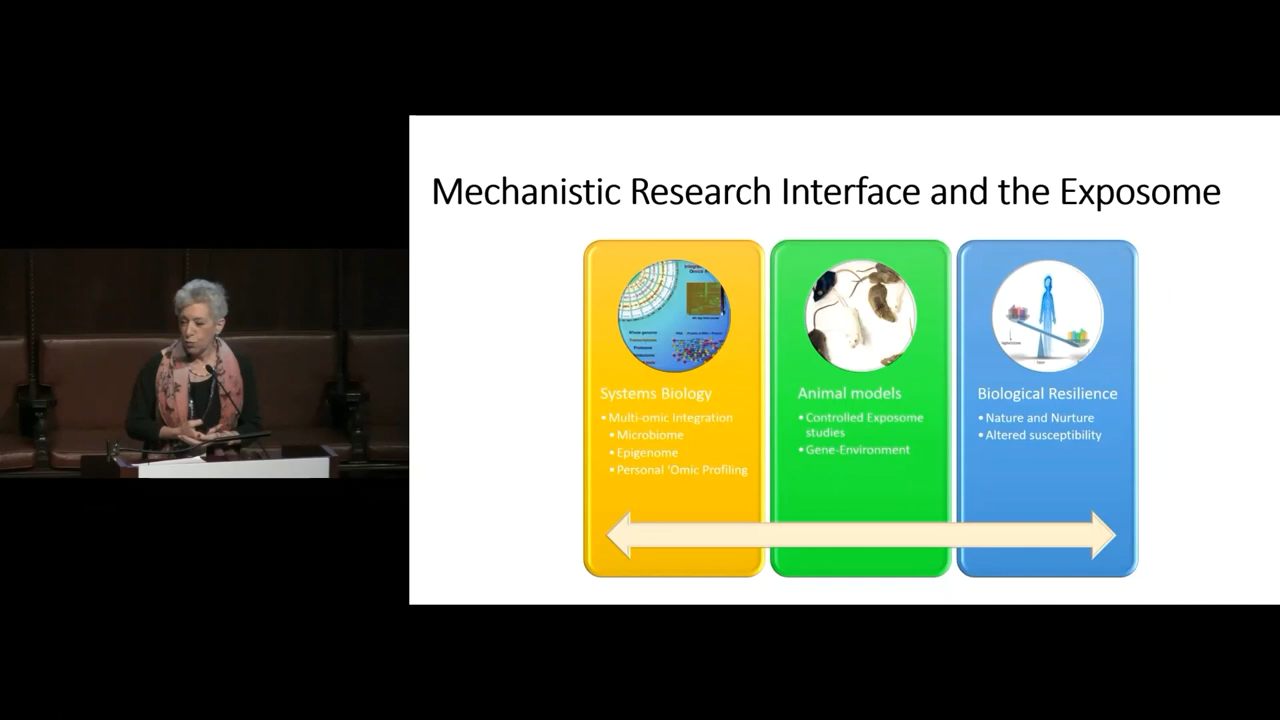 Mechanistic Research Interface and the Exposome
Systems Biology
• Multi-omic Integration
• Microbiome
• Epigenome
• Personal 'Omic Profiling
Animal models
• Controlled Exposome
studies
• Gene-Environment
Biological Resilience
• Nature and Nurture
• Altered susceptibility